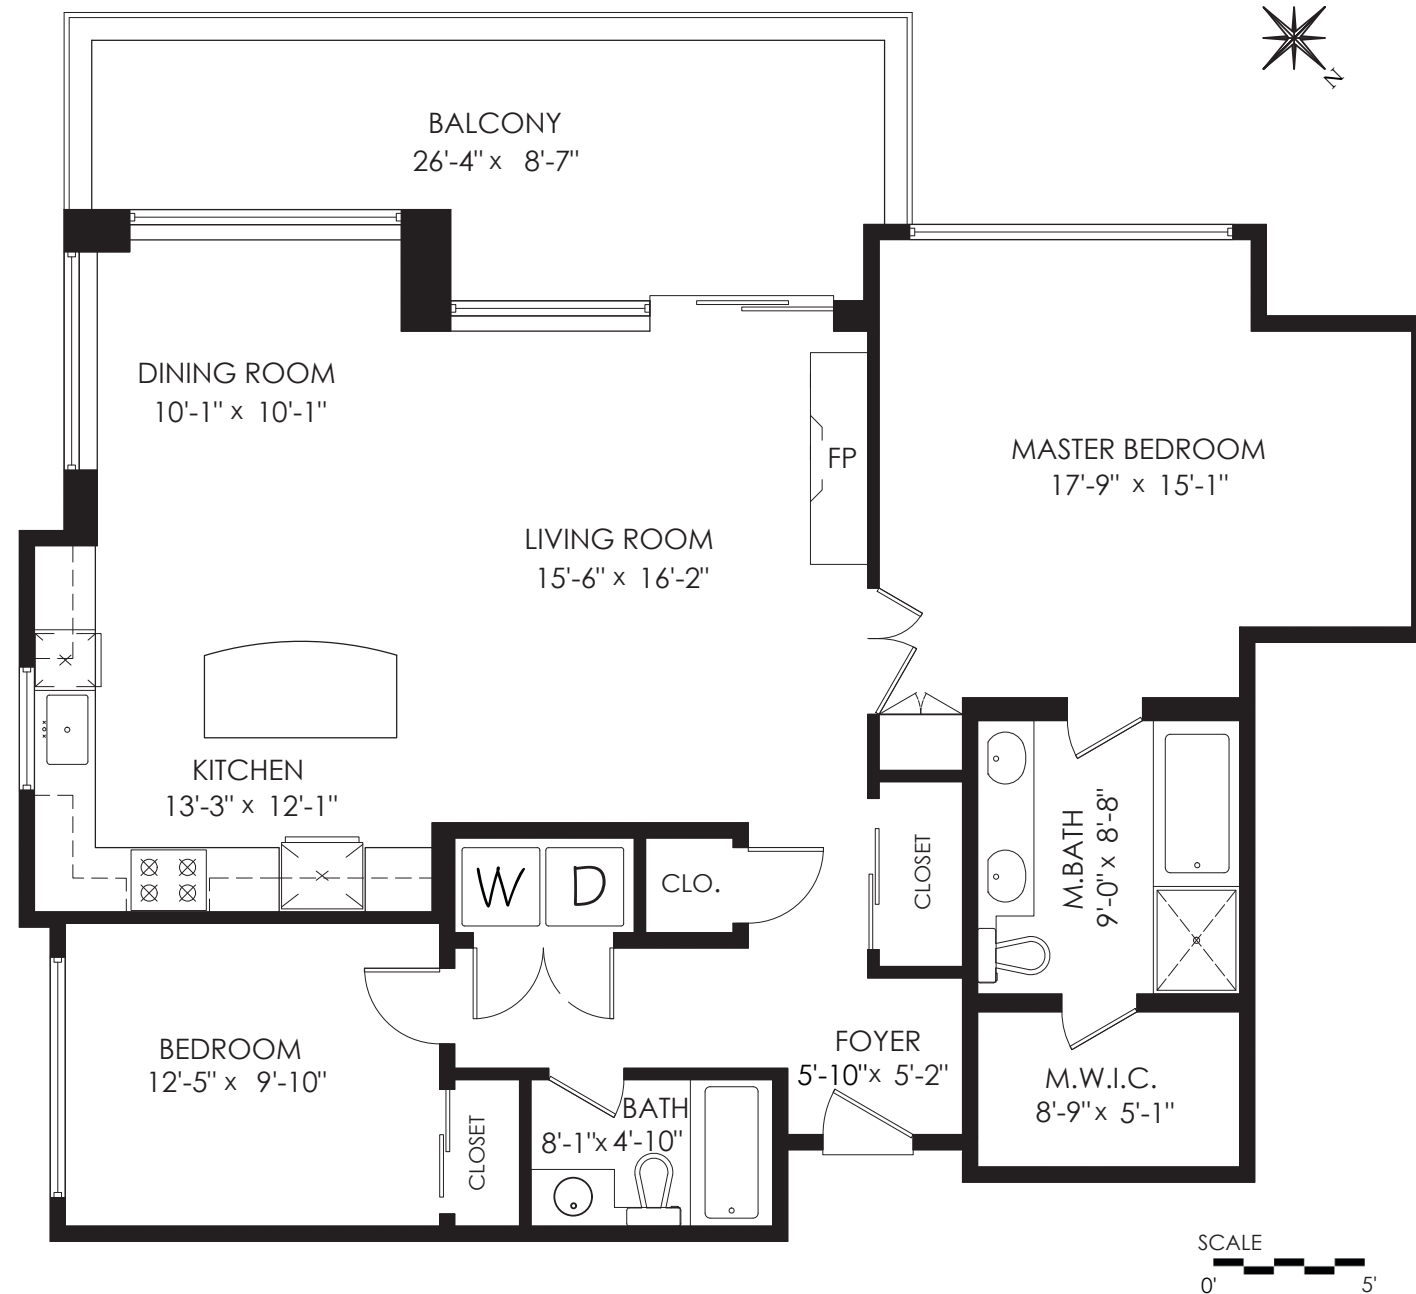 N
BALCONY
26'-4" x 8'-7"
DINING ROOM
10'-1" x 10'-1"
FP
MASTER BEDROOM
17'-9" x 15'-1"
LIVING ROOM
15'-6" x 16'-2"
KITCHEN
13'-3" x 12'-1"
W
D
CLO.
CLOSET
M.BATH
9'-0" x 8'-8"
BEDROOM
12'-5" x 9'-10"
FOYER
5'-10" x 5'-2"
M.W.I.C.
8'-9" x 5'-1"
CLOSET
BATH
8'-1" x 4'-10"
SCALE
0' 5'